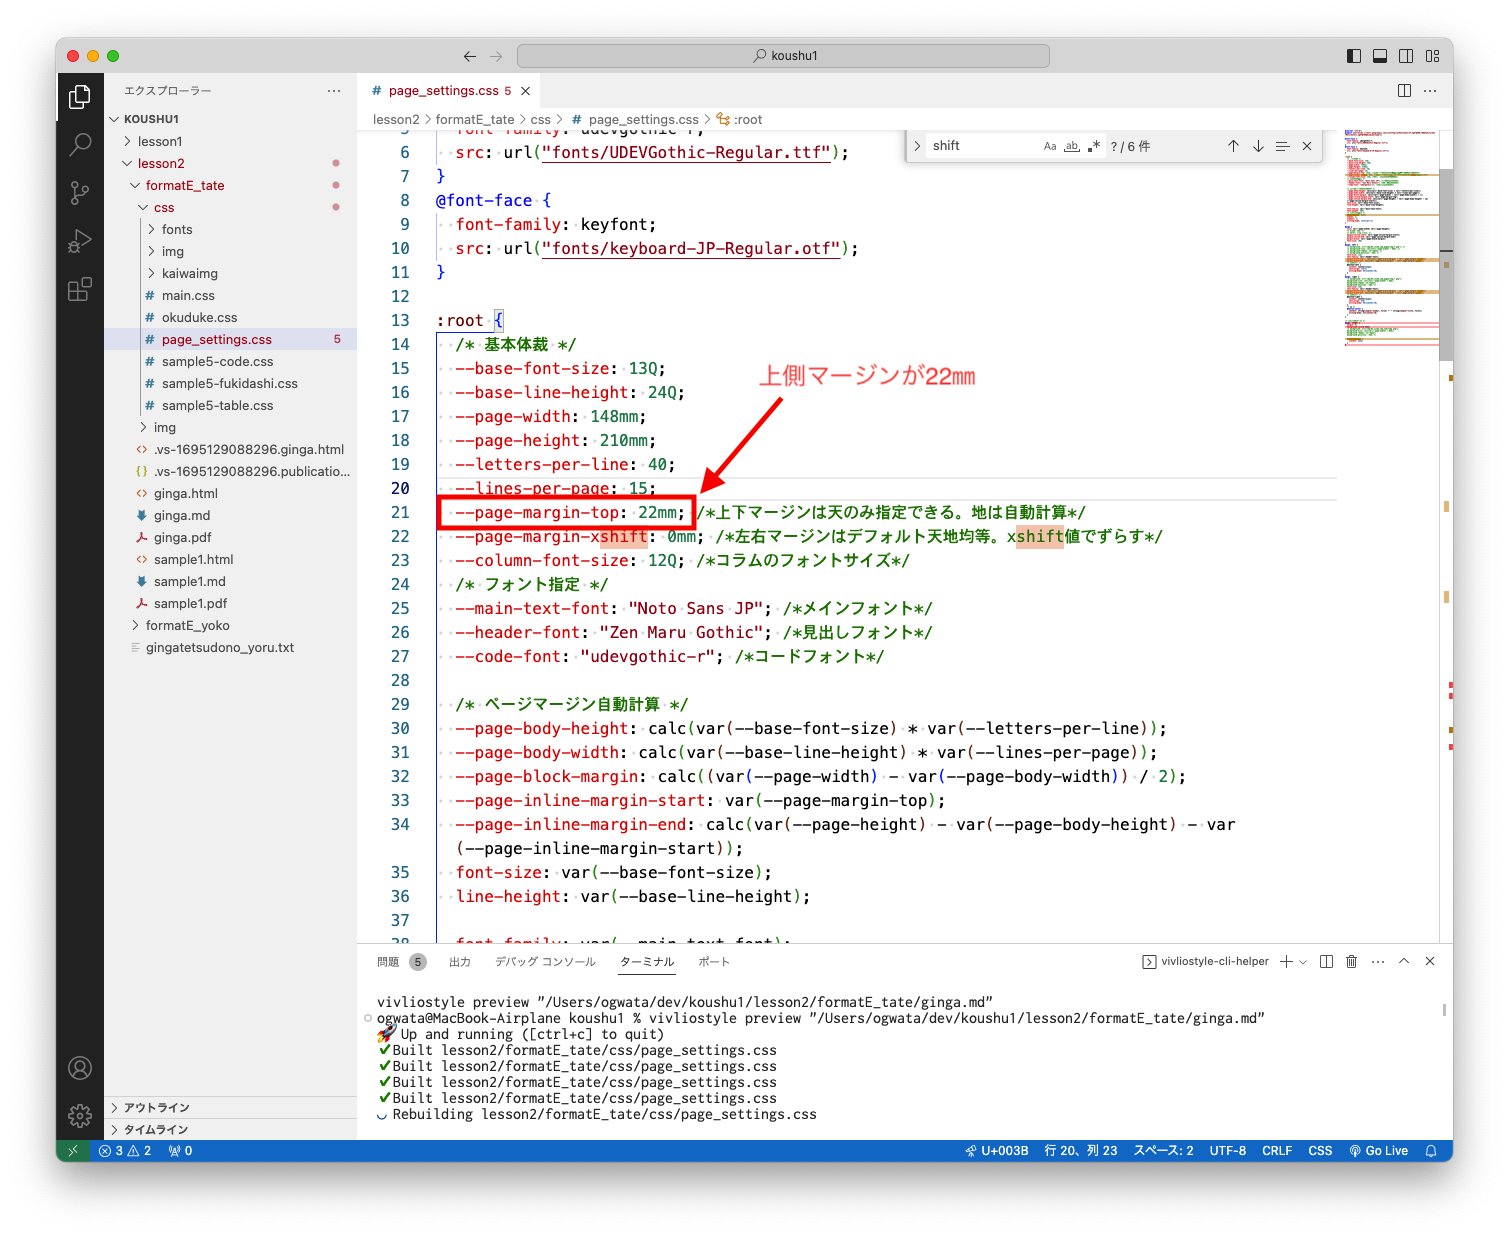 koushu1
エクスプローラー
KOUSHU1
lesson1
lesson2
formatE_tate
css
fonts
img
kaiwaimg
main.css
okuduke.css
page_settings.css 5
sample5-code.css
sample5-fukidashi.css
sample5-table.css
img
.vs-1695129088296.ginga.html
.vs-1695129088296.publicatio...
ginga.html
ginga.md
ginga.pdf
sample1.html
sample1.md
sample1.pdf
formatE_yoko
gingatetsudono_yoru.txt
アウトライン
タイムライン
page_settings.css 5
lesson2 > formatE_tate > css > # page_settings.css > :root
shift
Aa ab .* ? / 6 件
5 font-family: udevgothic-r;
6 src: url("fonts/UDEVGothic-Regular.ttf");
7 }
8 @font-face {
9 font-family: keyfont;
10 src: url("fonts/keyboard-JP-Regular.otf");
11 }
12
13 :root {
14 /* 基本体裁 */
15 --base-font-size: 13Q;
16 --base-line-height: 24Q;
17 --page-width: 148mm;
18 --page-height: 210mm;
19 --letters-per-line: 40;
20 --lines-per-page: 15;
21 --page-margin-top: 22mm; /*上下マージンは天のみ指定できる。地は自動計算*/
22 --page-margin-xshift: 0mm; /*左右マージンはデフォルト天地均等。xshift値でずらす*/
23 --column-font-size: 12Q; /*コラムのフォントサイズ*/
24 /* フォント指定 */
25 --main-text-font: "Noto Sans JP"; /*メインフォント*/
26 --header-font: "Zen Maru Gothic"; /*見出しフォント*/
27 --code-font: "udevgothic-r"; /*コードフォント*/
28
29 /* ページマージン自動計算 */
30 --page-body-height: calc(var(--base-font-size) * var(--letters-per-line));
31 --page-body-width: calc(var(--base-line-height) * var(--lines-per-page));
32 --page-block-margin: calc((var(--page-width) - var(--page-body-width)) / 2);
33 --page-inline-margin-start: var(--page-margin-top);
34 --page-inline-margin-end: calc(var(--page-height) - var(--page-body-height) - var
(--page-inline-margin-start));
35 font-size: var(--base-font-size);
36 line-height: var(--base-line-height);
37
38 font-family: var(--main-text-font);
上側マージンが22㎜
問題 5 出力 デバッグ コンソール ターミナル ポート
vivliostyle-cli-helper
vivliostyle preview "/Users/ogwata/dev/koushu1/lesson2/formatE_tate/ginga.md"
ogwata@MacBook-Airplane koushu1 % vivliostyle preview "/Users/ogwata/dev/koushu1/lesson2/formatE_tate/ginga.md"
🚀 Up and running ([ctrl+c] to quit)
✔Built lesson2/formatE_tate/css/page_settings.css
✔Built lesson2/formatE_tate/css/page_settings.css
✔Built lesson2/formatE_tate/css/page_settings.css
✔Built lesson2/formatE_tate/css/page_settings.css
Rebuilding lesson2/formatE_tate/css/page_settings.css
3 2 0
U+003B 行 20、列 23 スペース: 2 UTF-8 CRLF CSS Go Live